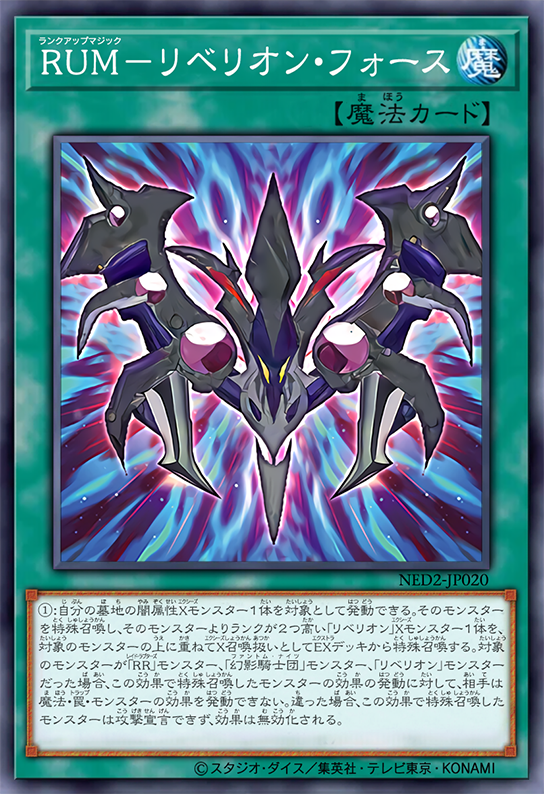 ランクアップマジック
RUM－リベリオン・フォース
魔
【魔法カード】
NED2-JP020
①:自分の墓地の闇属性Xモンスター1体を対象として発動できる。そのモンスター
を特殊召喚し、そのモンスターよりランクが２つ高い「リベリオン」Xモンスター1体を、
対象のモンスターの上に重ねてX召喚扱いとしてEXデッキから特殊召喚する。対象
のモンスターが「RR」モンスター、「幻影騎士団」モンスター、「リベリオン」モンスター
だった場合、この効果で特殊召喚したモンスターの効果の発動に対して、相手は
魔法・罠・モンスターの効果を発動できない。違った場合、この効果で特殊召喚した
モンスターは攻撃宣言できず、効果は無効化される。
©スタジオ・ダイス／集英社・テレビ東京・KONAMI